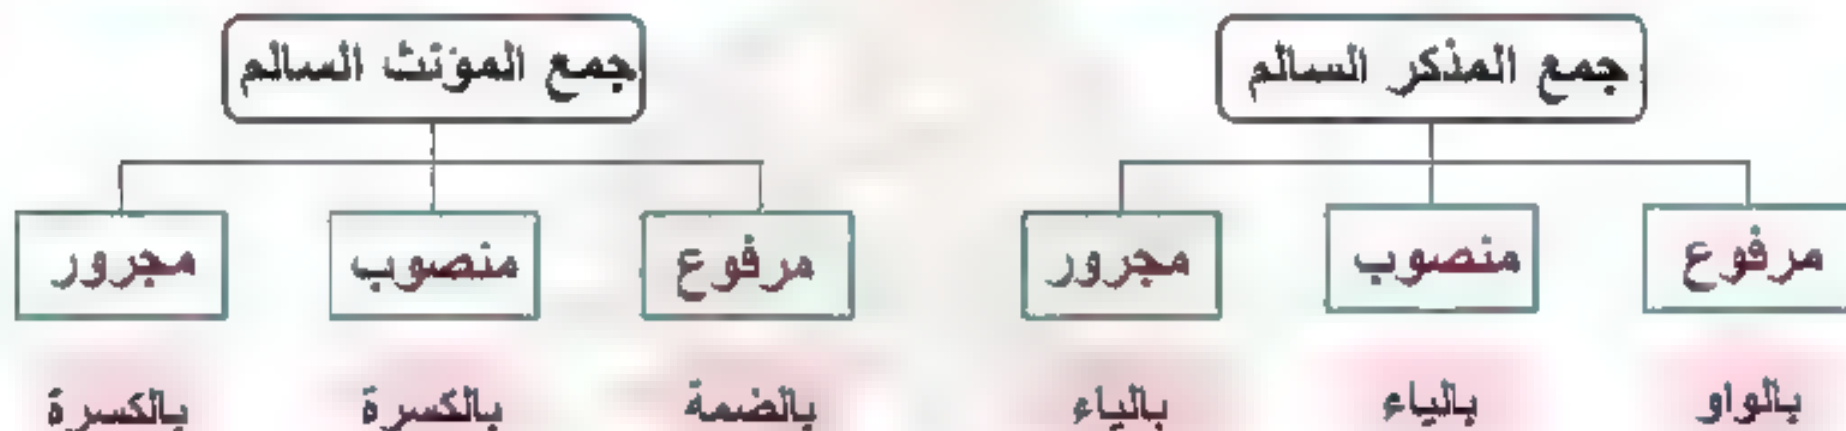 جمع المذكر السالم
مرفوع
منصوب
مجرور
بالواو
بالياء
بالياء
جمع المؤنث السالم
مرفوع
منصوب
مجرور
بالضمة
بالكسرة
بالكسرة